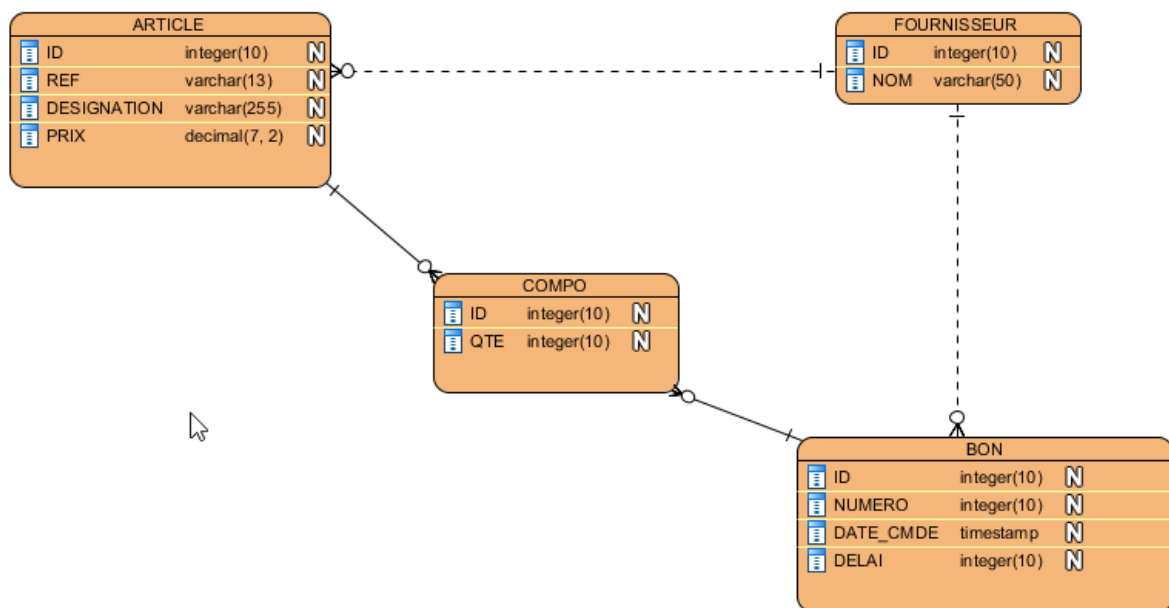 ARTICLE
ID integer(10) N
REF varchar(13) N
DESIGNATION varchar(255) N
PRIX decimal(7, 2) N
FOURNISSEUR
ID integer(10) N
NOM varchar(50) N
COMPO
ID integer(10) N
QTE integer(10) N
BON
ID integer(10) N
NUMERO integer(10) N
DATE_CMDE timestamp N
DELAI integer(10) N